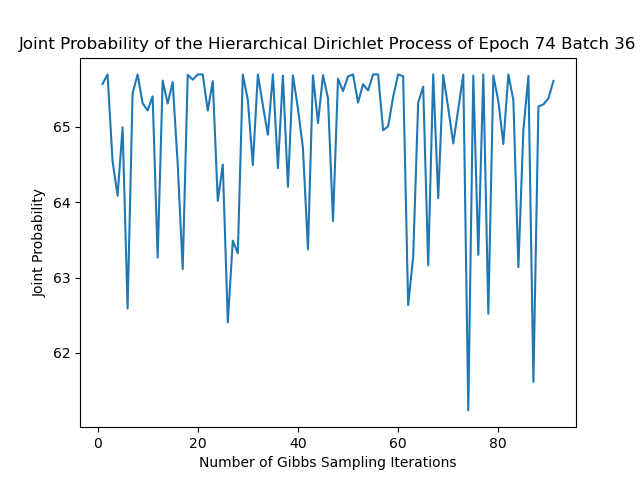 Joint Probability of the Hierarchical Dirichlet Process of Epoch 74 Batch 36
Joint Probability
65
64
63
62
0 20 40 60 80
Number of Gibbs Sampling Iterations